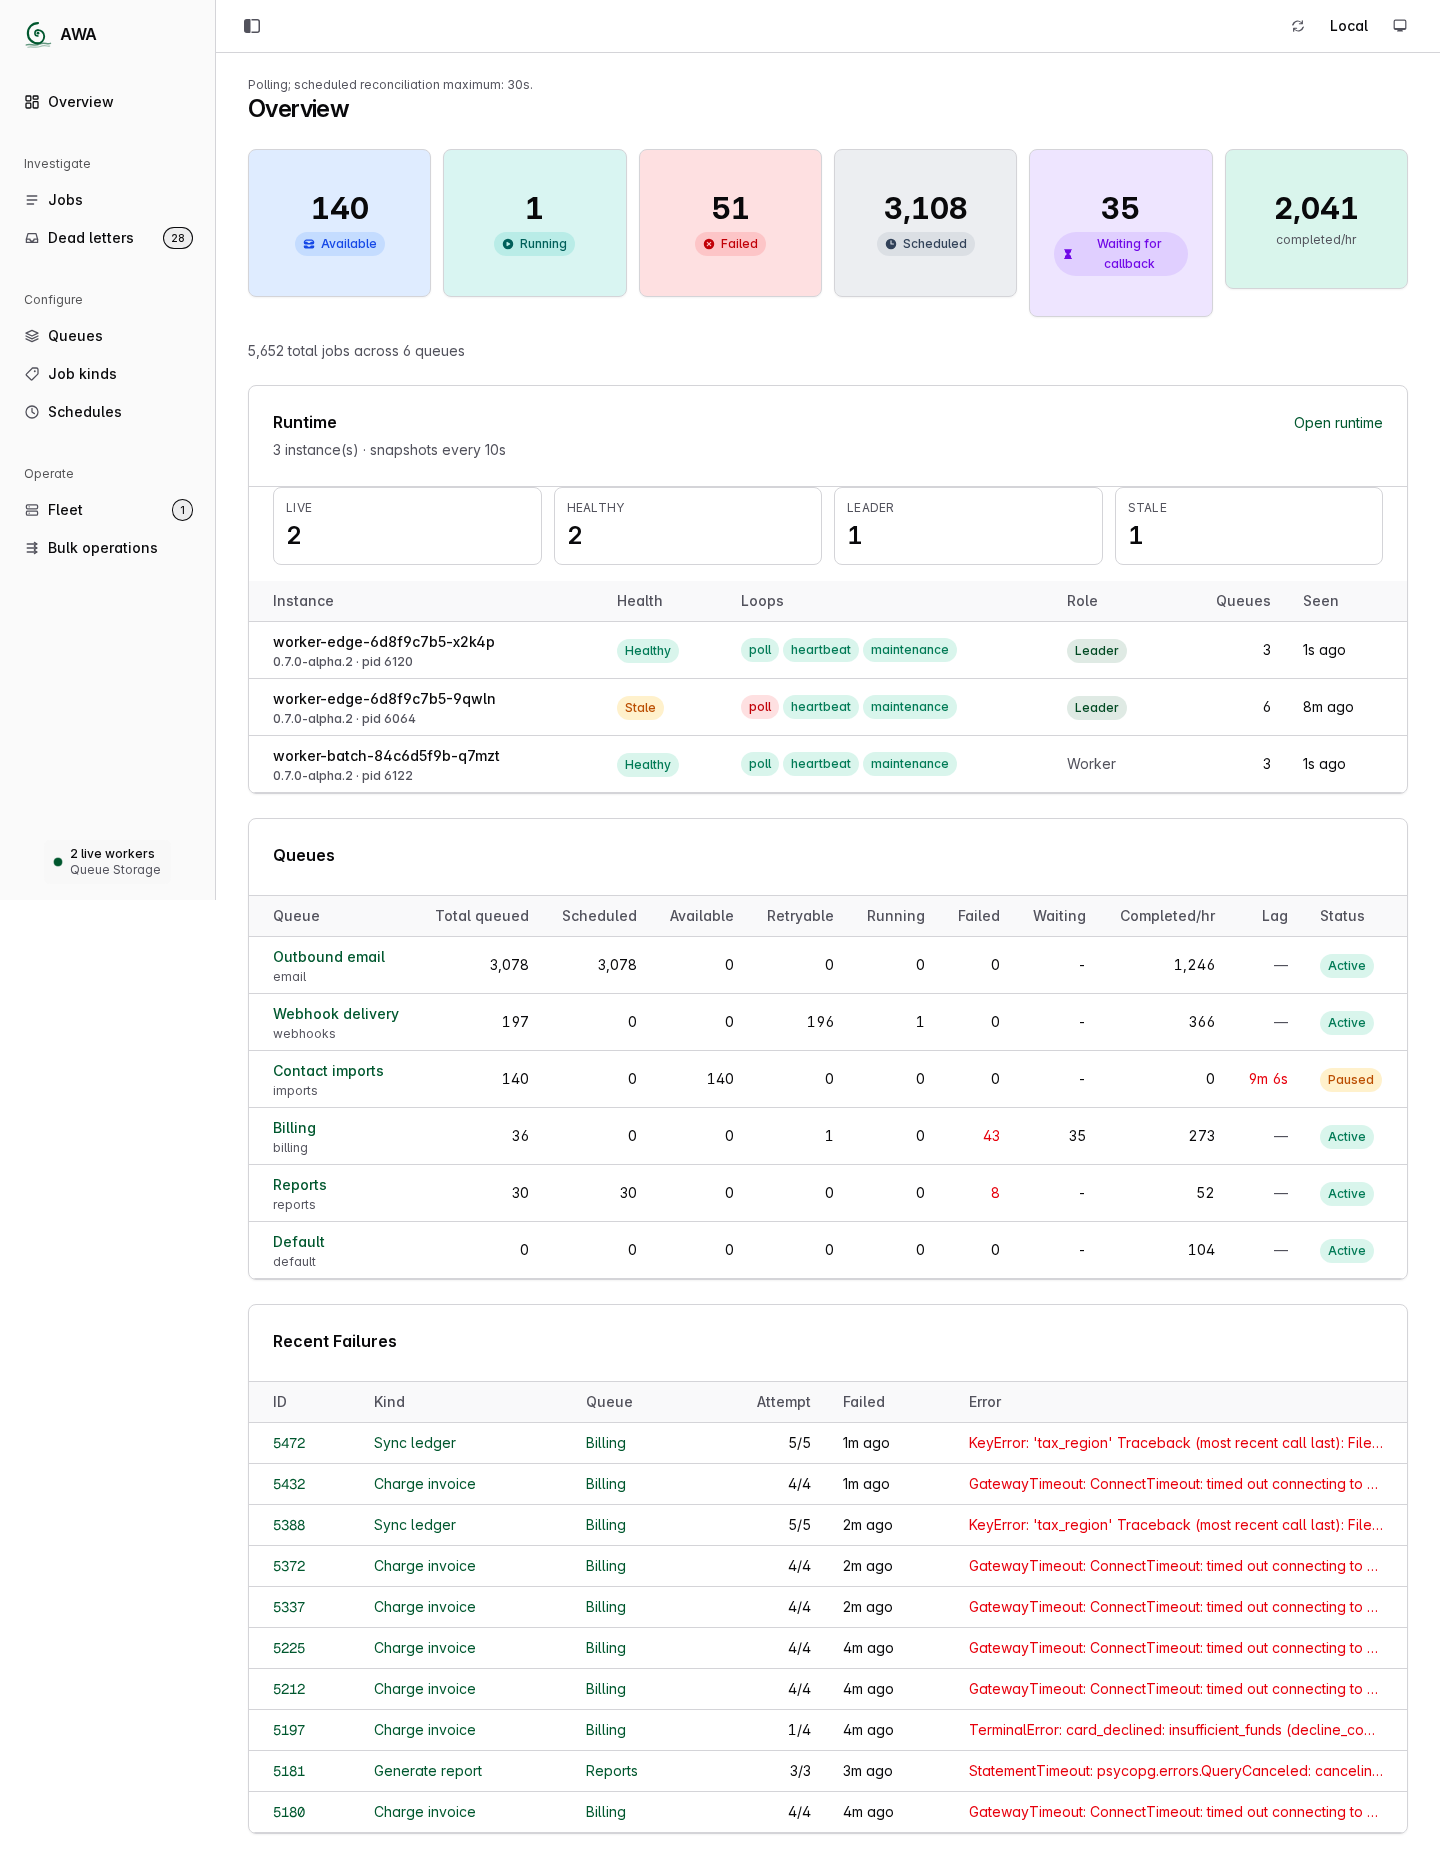 AWA
Overview
Investigate
Jobs
Dead letters 28
Configure
Queues
Job kinds
Schedules
Operate
Fleet 1
Bulk operations
2 live workers
Queue Storage
Local
Polling; scheduled reconciliation maximum: 30s.
Overview
140
Available
1
Running
51
Failed
3,108
Scheduled
35
Waiting for
callback
2,041
completed/hr
5,652 total jobs across 6 queues
Runtime
Open runtime
3 instance(s) · snapshots every 10s
LIVE
2
HEALTHY
2
LEADER
1
STALE
1
Instance Health Loops Role Queues Seen
worker-edge-6d8f9c7b5-x2k4p
0.7.0-alpha.2 · pid 6120
Healthy poll heartbeat maintenance Leader 3 1s ago
worker-edge-6d8f9c7b5-9qwln
0.7.0-alpha.2 · pid 6064
Stale poll heartbeat maintenance Leader 6 8m ago
worker-batch-84c6d5f9b-q7mzt
0.7.0-alpha.2 · pid 6122
Healthy poll heartbeat maintenance Worker 3 1s ago
Queues
Queue Total queued Scheduled Available Retryable Running Failed Waiting Completed/hr Lag Status
Outbound email
email
3,078 3,078 0 0 0 0 - 1,246 — Active
Webhook delivery
webhooks
197 0 0 196 1 0 - 366 — Active
Contact imports
imports
140 0 140 0 0 0 - 0 9m 6s Paused
Billing
billing
36 0 0 1 0 43 35 273 — Active
Reports
reports
30 30 0 0 0 8 - 52 — Active
Default
default
0 0 0 0 0 0 - 104 — Active
Recent Failures
ID Kind Queue Attempt Failed Error
5472 Sync ledger Billing 5/5 1m ago KeyError: 'tax_region' Traceback (most recent call last): File...
5432 Charge invoice Billing 4/4 1m ago GatewayTimeout: ConnectTimeout: timed out connecting to ...
5388 Sync ledger Billing 5/5 2m ago KeyError: 'tax_region' Traceback (most recent call last): File...
5372 Charge invoice Billing 4/4 2m ago GatewayTimeout: ConnectTimeout: timed out connecting to ...
5337 Charge invoice Billing 4/4 2m ago GatewayTimeout: ConnectTimeout: timed out connecting to ...
5225 Charge invoice Billing 4/4 4m ago GatewayTimeout: ConnectTimeout: timed out connecting to ...
5212 Charge invoice Billing 4/4 4m ago GatewayTimeout: ConnectTimeout: timed out connecting to ...
5197 Charge invoice Billing 1/4 4m ago TerminalError: card_declined: insufficient_funds (decline_co...
5181 Generate report Reports 3/3 3m ago StatementTimeout: psycopg.errors.QueryCanceled: cancelin...
5180 Charge invoice Billing 4/4 4m ago GatewayTimeout: ConnectTimeout: timed out connecting to ...